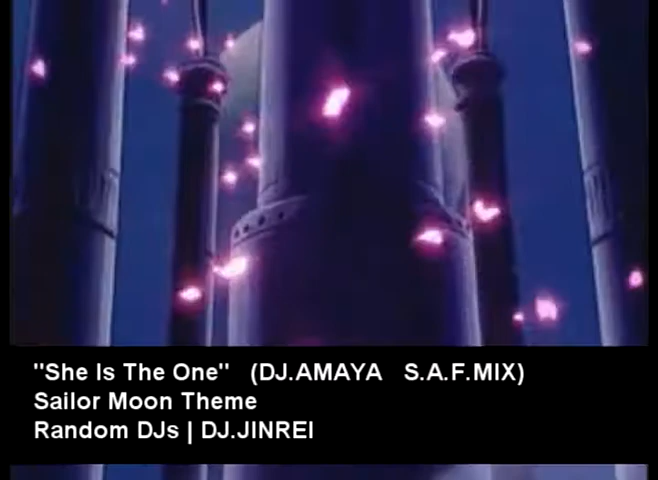 "She Is The One" (DJ.AMAYA S.A.F.MIX)
Sailor Moon Theme
Random DJs | DJ.JINREI